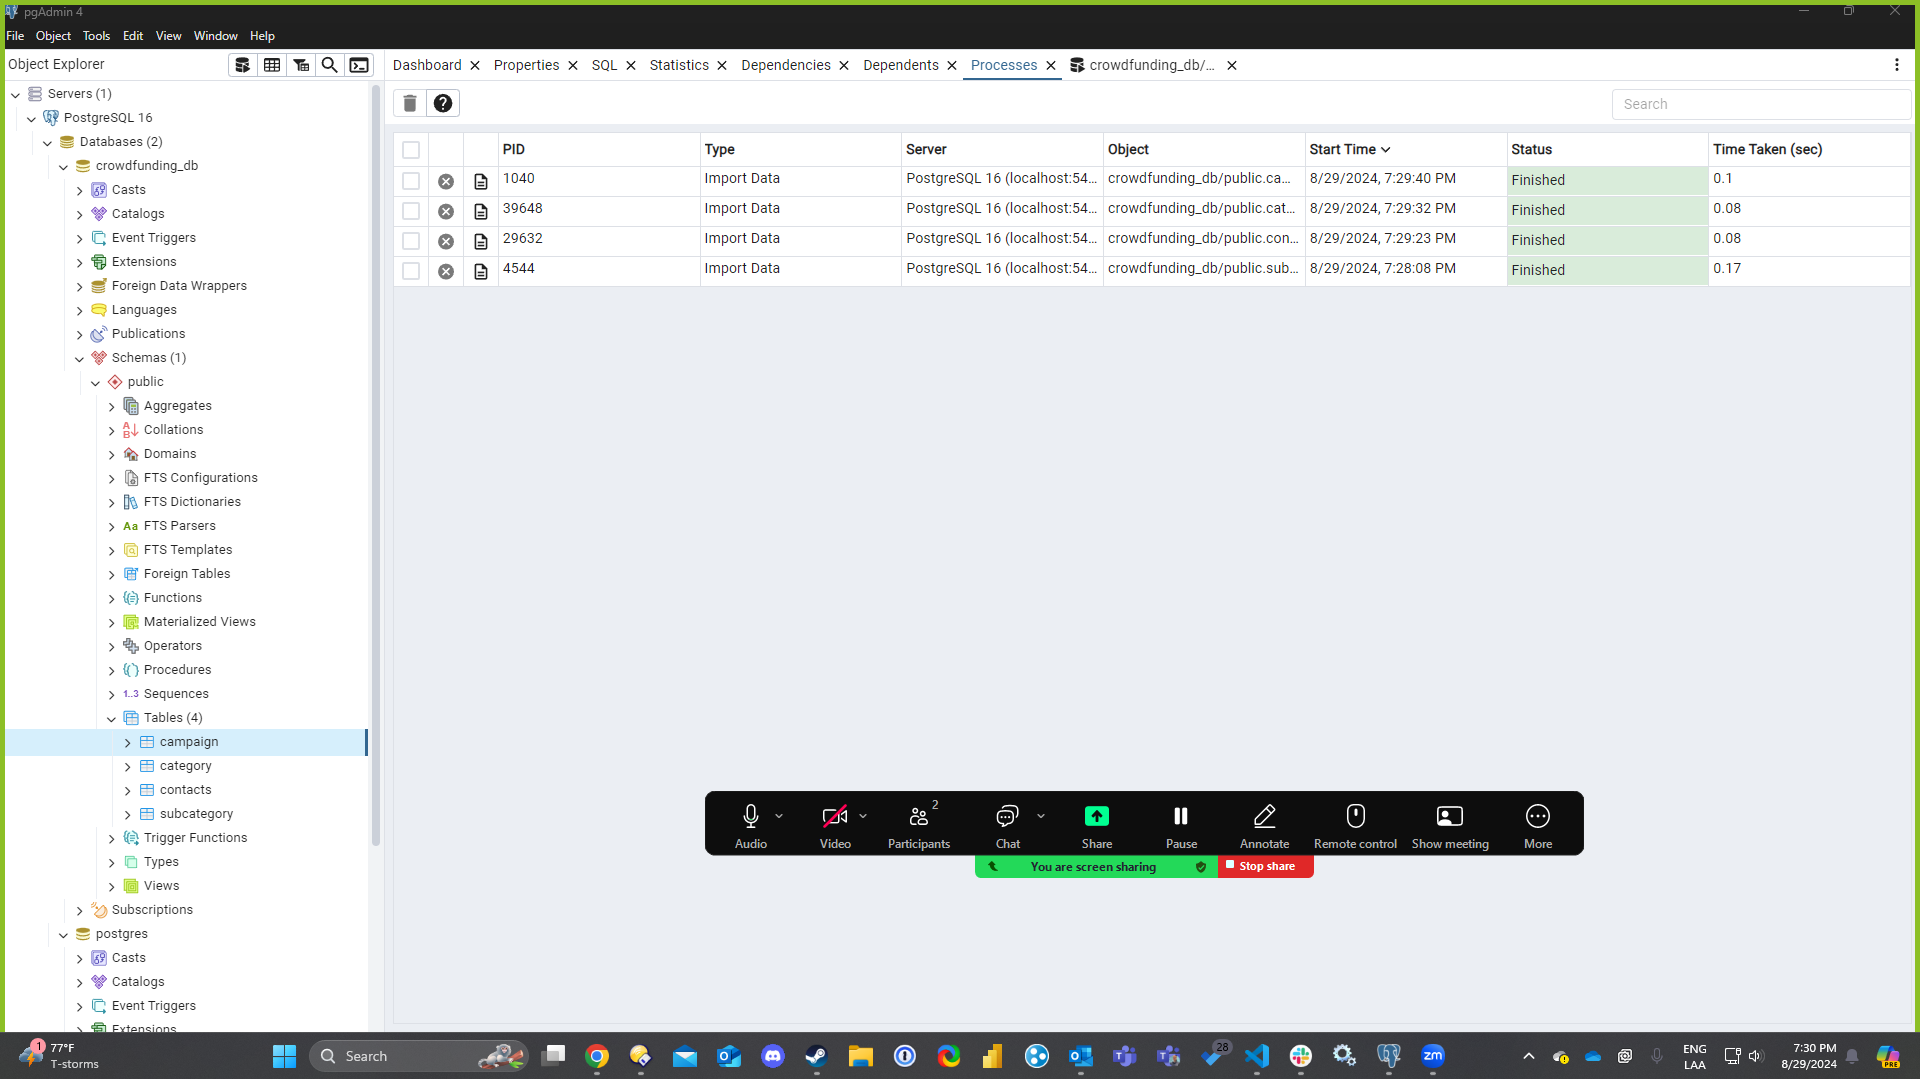 pgAdmin 4
File Object Tools Edit View Window Help
Object Explorer
Dashboard Properties SQL Statistics Dependencies Dependents Processes crowdfunding_db/...
Search
Servers (1)
PostgreSQL 16
Databases (2)
crowdfunding_db
Casts
Catalogs
Event Triggers
Extensions
Foreign Data Wrappers
Languages
Publications
Schemas (1)
public
Aggregates
Collations
Domains
FTS Configurations
FTS Dictionaries
Aa FTS Parsers
FTS Templates
Foreign Tables
Functions
Materialized Views
Operators
Procedures
1..3 Sequences
Tables (4)
campaign
category
contacts
subcategory
Trigger Functions
Types
Views
Subscriptions
postgres
Casts
Catalogs
Event Triggers
Extensions
PID Type Server Object Start Time Status Time Taken (sec)
1040 Import Data PostgreSQL 16 (localhost:54... crowdfunding_db/public.ca... 8/29/2024, 7:29:40 PM Finished 0.1
39648 Import Data PostgreSQL 16 (localhost:54... crowdfunding_db/public.cat... 8/29/2024, 7:29:32 PM Finished 0.08
29632 Import Data PostgreSQL 16 (localhost:54... crowdfunding_db/public.con... 8/29/2024, 7:29:23 PM Finished 0.08
4544 Import Data PostgreSQL 16 (localhost:54... crowdfunding_db/public.sub... 8/29/2024, 7:28:08 PM Finished 0.17
2
Audio Video Participants Chat Share Pause Annotate Remote control Show meeting More
You are screen sharing Stop share
1 77°F
T-storms
Search
28
zm
ENG
LAA
7:30 PM
8/29/2024
PRE